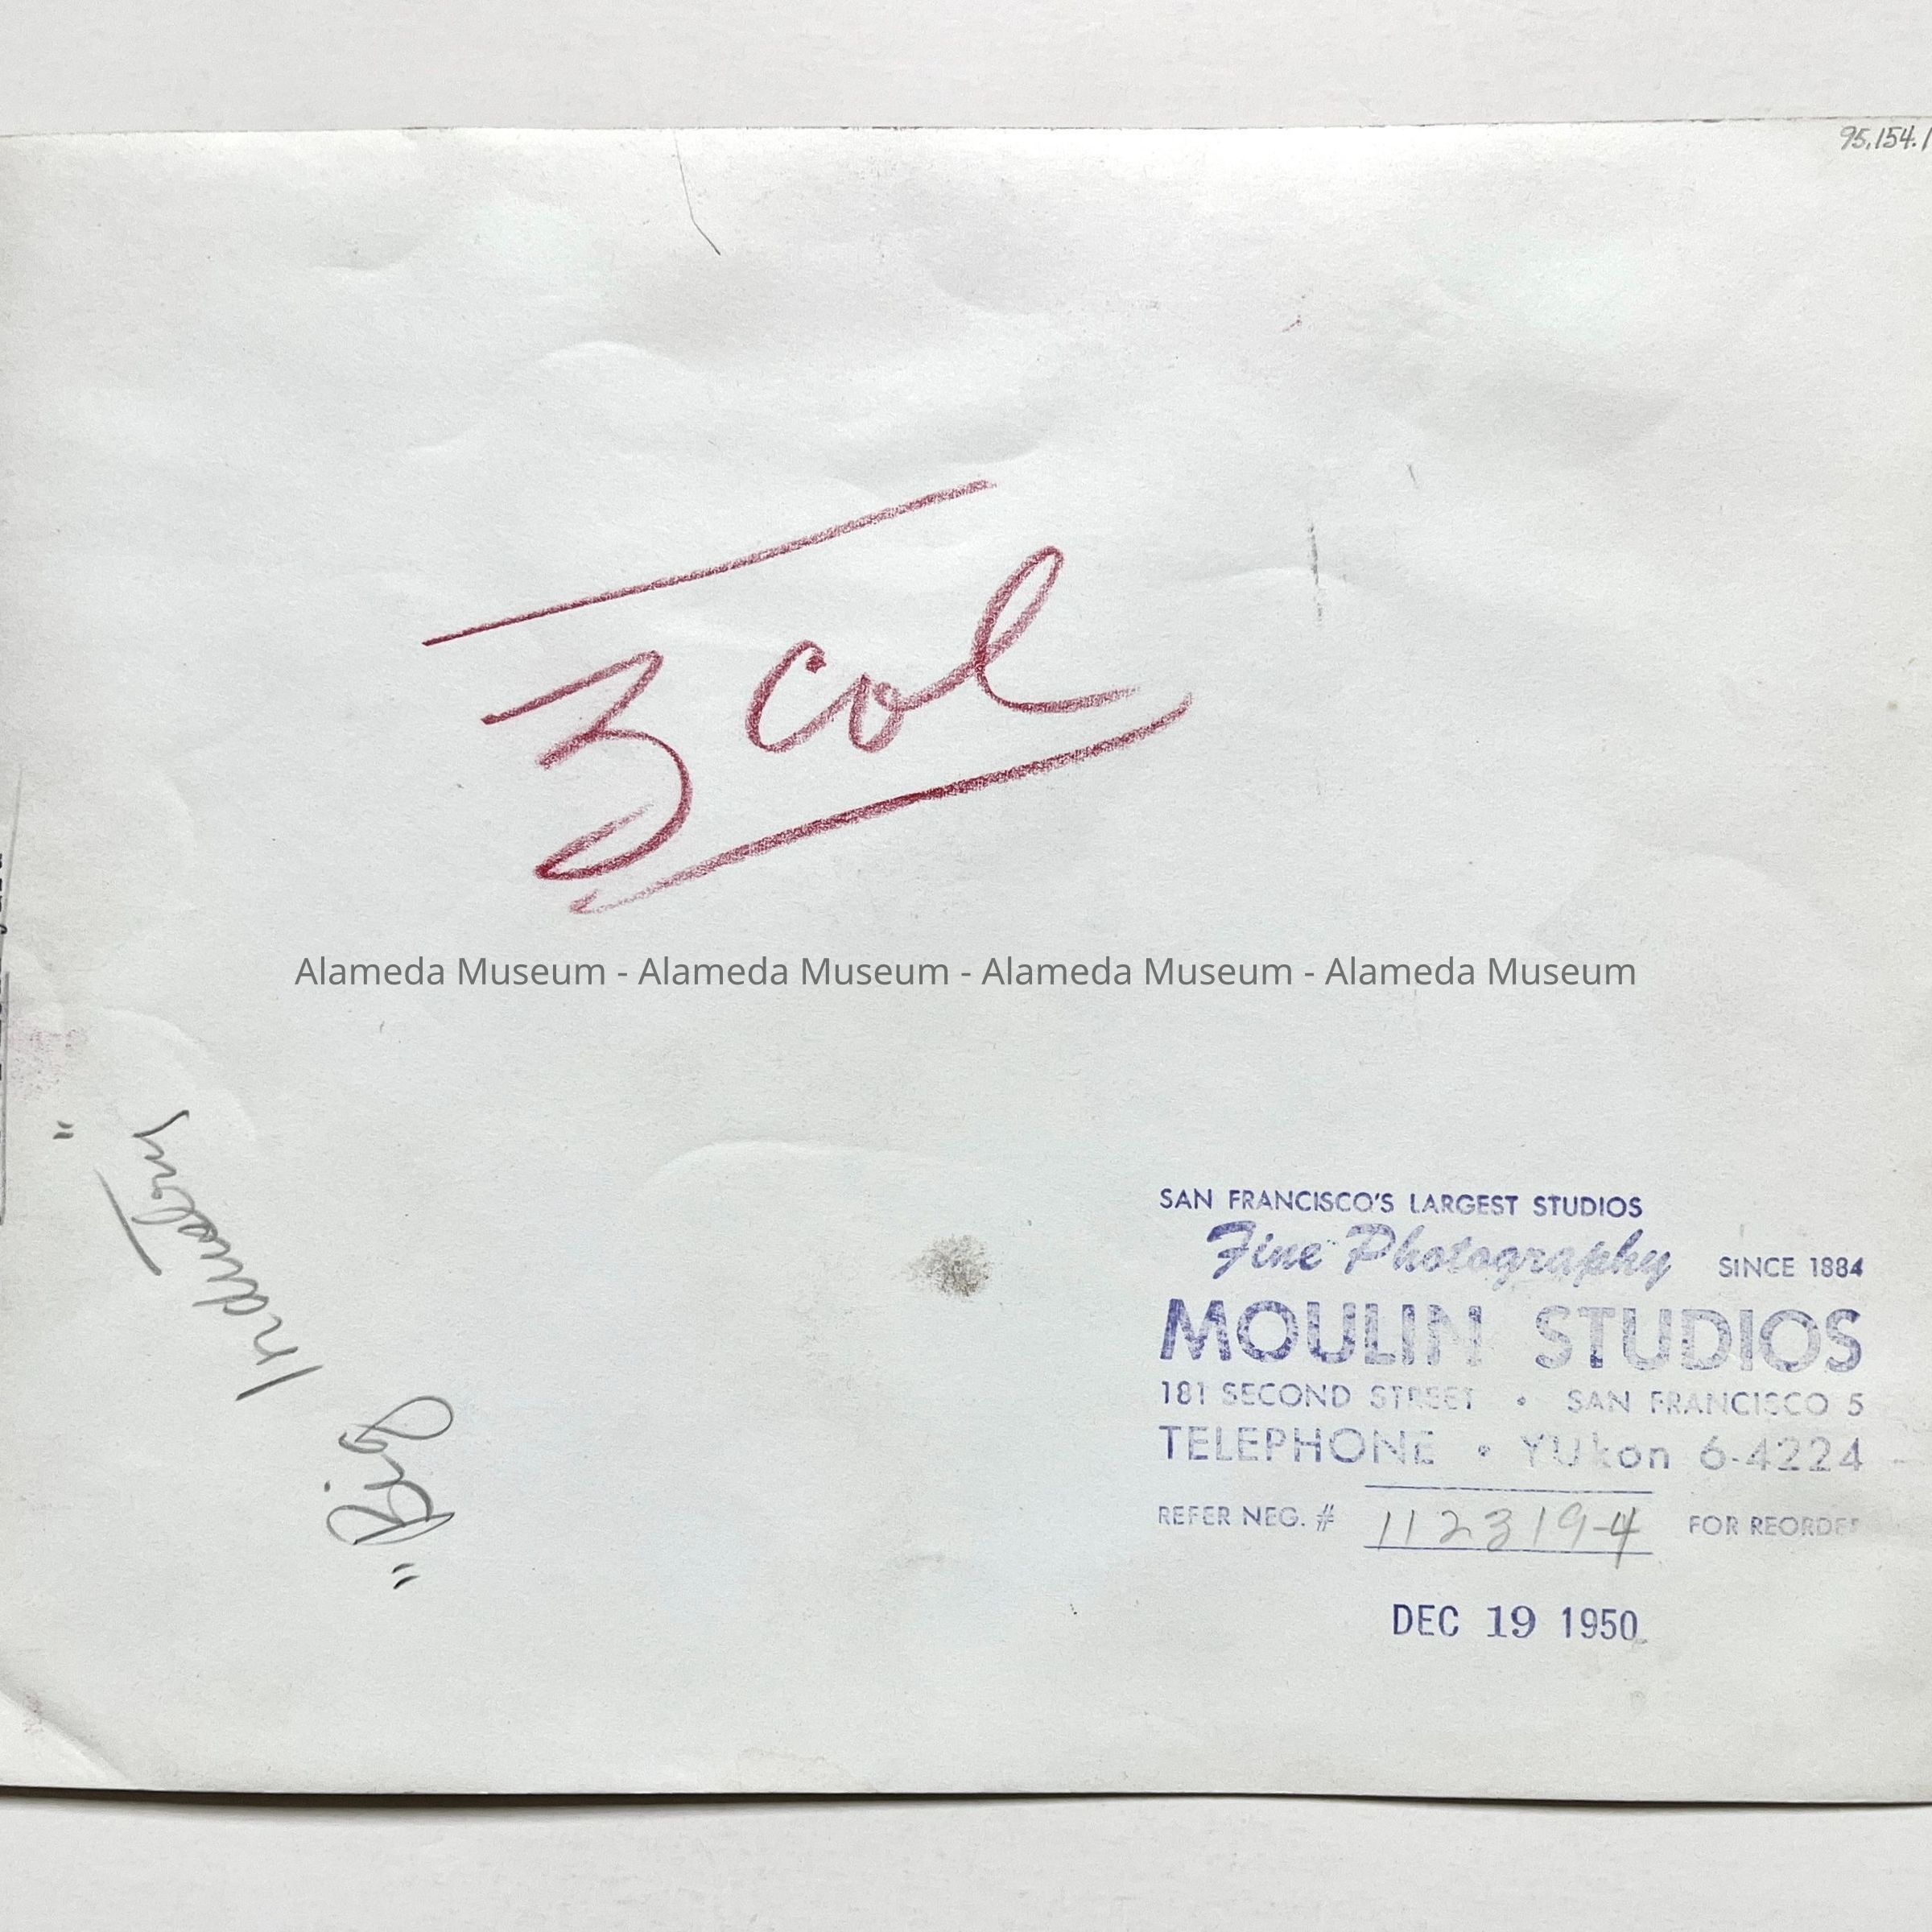 95.154.1
3 col
Alameda Museum - Alameda Museum - Alameda Museum - Alameda Museum
"Big Industry"
SAN FRANCISCO'S LARGEST STUDIOS
Fine Photography SINCE 1884
MOULIN STUDIOS
181 SECOND STREET • SAN FRANCISCO 5
TELEPHONE • YUkon 6-4224
REFER NEG. # 112319-4 FOR REORDER
DEC 19 1950